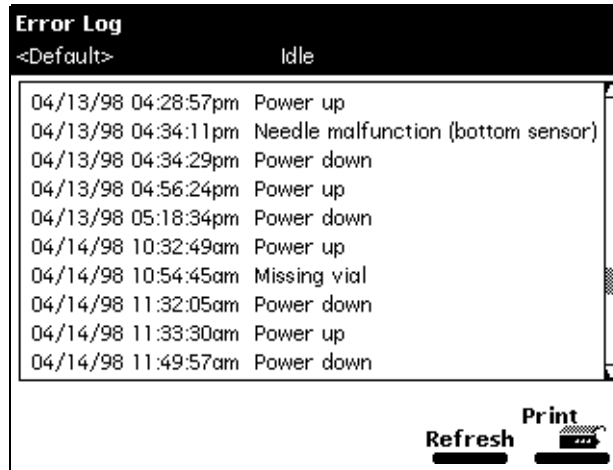 Error Log
<Default> Idle
04/13/98 04:28:57pm Power up
04/13/98 04:34:11pm Needle malfunction (bottom sensor)
04/13/98 04:34:29pm Power down
04/13/98 04:56:24pm Power up
04/13/98 05:18:34pm Power down
04/14/98 10:32:49am Power up
04/14/98 10:54:45am Missing vial
04/14/98 11:32:05am Power down
04/14/98 11:33:30am Power up
04/14/98 11:49:57am Power down
Print
Refresh